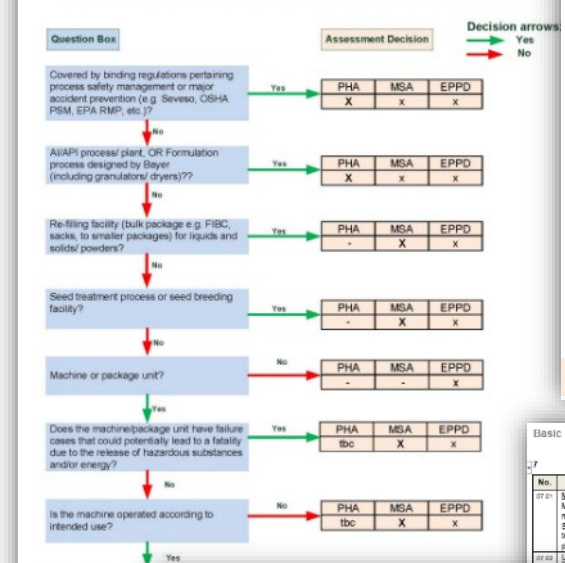 Decision arrows:
Question Box
Assessment Decision
Yes
No
Covered by binding regulations pertaining
process safety management or major
accident prevention (e.g. Seveso, OSHA
PSM, EPA RMP, etc.)?
Yes
PHA MSA EPPD
X x x
No
AI/API process/ plant, OR Formulation
process designed by Bayer
(including granulators/ dryers)??
Yes
PHA MSA EPPD
X x x
No
Re-filling facility (bulk package e.g. FIBC,
sacks, to smaller packages) for liquids and
solids/ powders?
Yes
PHA MSA EPPD
- X x
No
Seed treatment process or seed breeding
facility?
Yes
PHA MSA EPPD
- X x
No
Machine or package unit?
No
PHA MSA EPPD
- - x
Yes
Does the machine/package unit have failure
cases that could potentially lead to a fatality
due to the release of hazardous substances
and/or energy?
Yes
PHA MSA EPPD
tbc X x
No
Is the machine operated according to
intended use?
No
PHA MSA EPPD
tbc X x
Yes
Basic
7
No.
07.01
07.02